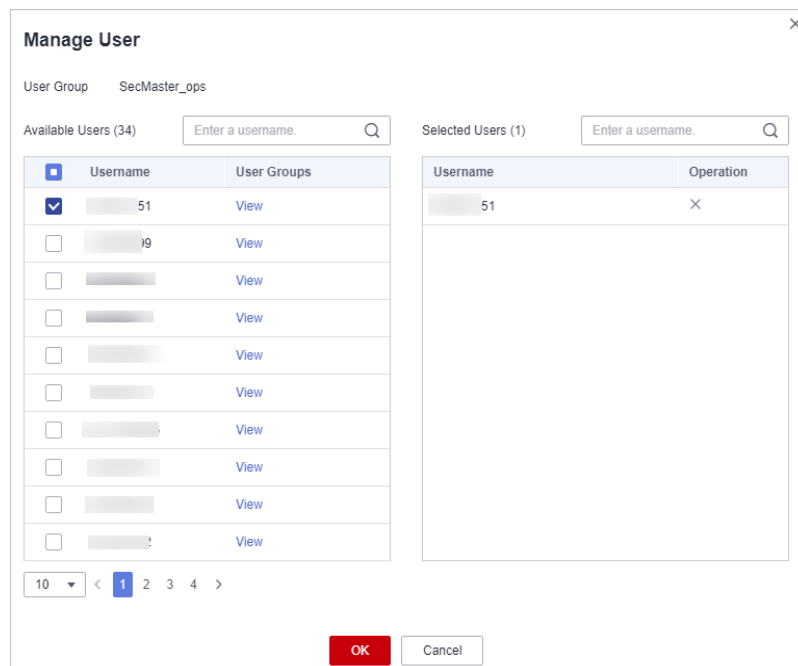 Manage User
User Group SecMaster_ops
Available Users (34) Enter a username.
Selected Users (1) Enter a username.
Username User Groups
51 View
99 View
View
View
View
View
View
View
View
View
Username Operation
51
10 1 2 3 4
OK Cancel